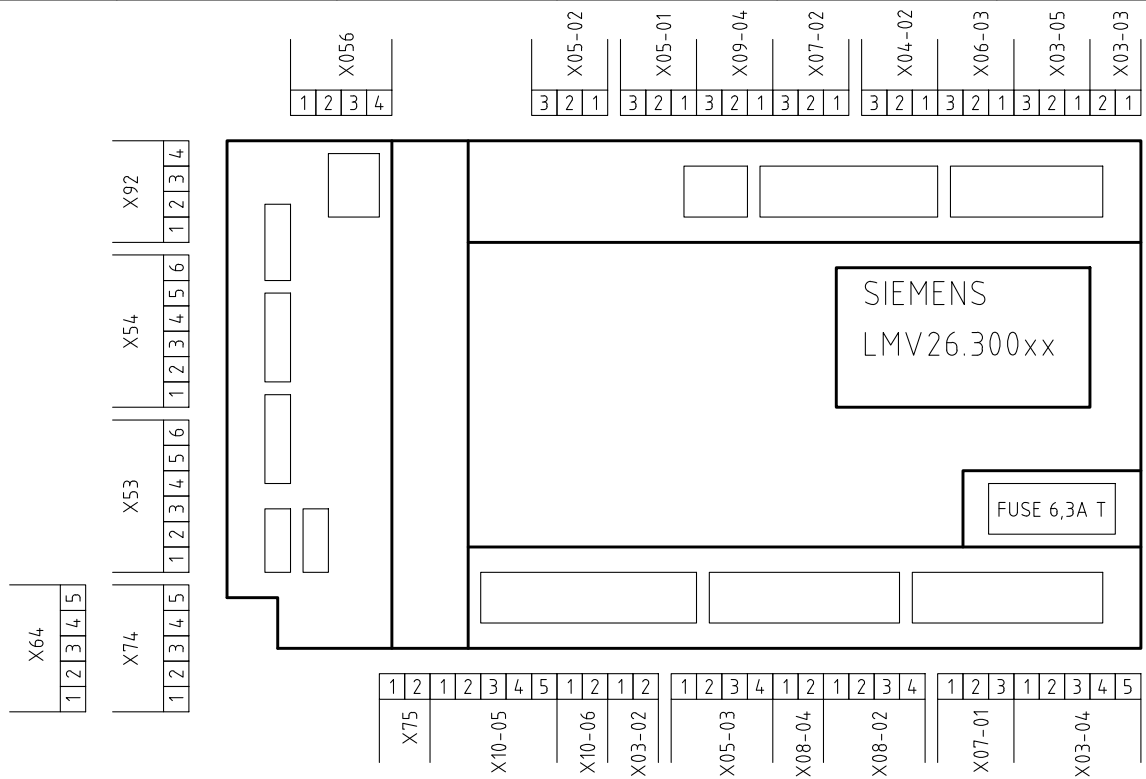 X056
X05-02
X05-01
X09-04
X07-02
X04-02
X06-03
X03-05
X03-03
1 2 3 4
3 2 1
3 2 1 3 2 1 3 2 1
3 2 1 3 2 1 3 2 1 2 1
X92
1 2 3 4
X54
1 2 3 4 5 6
X53
1 2 3 4 5 6
X64
1 2 3 4 5
X74
1 2 3 4 5
SIEMENS
LMV26.300xx
FUSE 6,3A T
1 2 1 2 3 4 5 1 2 1 2
1 2 3 4 1 2 1 2 3 4
1 2 3 1 2 3 4 5
X75
X10-05
X10-06
X03-02
X05-03
X08-04
X08-02
X07-01
X03-04